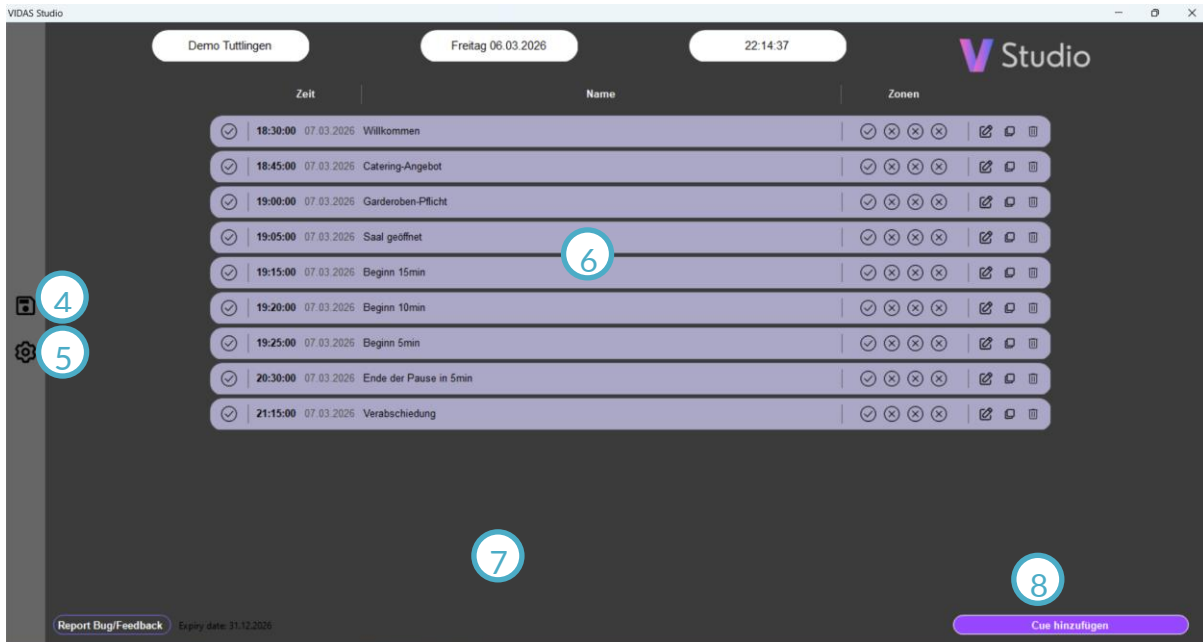 VIDAS Studio
Demo Tuttlingen Freitag 06.03.2026 22:14:37 V Studio
Zeit Name Zonen
18:30:00 07.03.2026 Willkommen
18:45:00 07.03.2026 Catering-Angebot
19:00:00 07.03.2026 Garderoben-Pflicht
19:05:00 07.03.2026 Saal geöffnet
6
19:15:00 07.03.2026 Beginn 15min
4
19:20:00 07.03.2026 Beginn 10min
19:25:00 07.03.2026 Beginn 5min
5
20:30:00 07.03.2026 Ende der Pause in 5min
21:15:00 07.03.2026 Verabschiedung
7
8
Report Bug/Feedback Expiry date: 31.12.2026 Cue hinzufügen